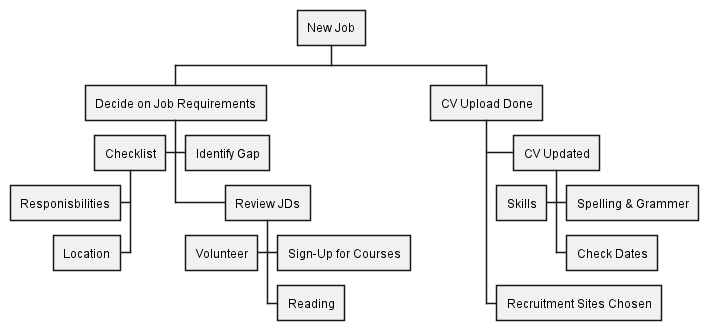 New Job
Decide on Job Requirements
CV Upload Done
Checklist
Identify Gap
CV Updated
Responisbilities
Review JDs
Skills
Spelling & Grammer
Location
Volunteer
Sign-Up for Courses
Check Dates
Reading
Recruitment Sites Chosen